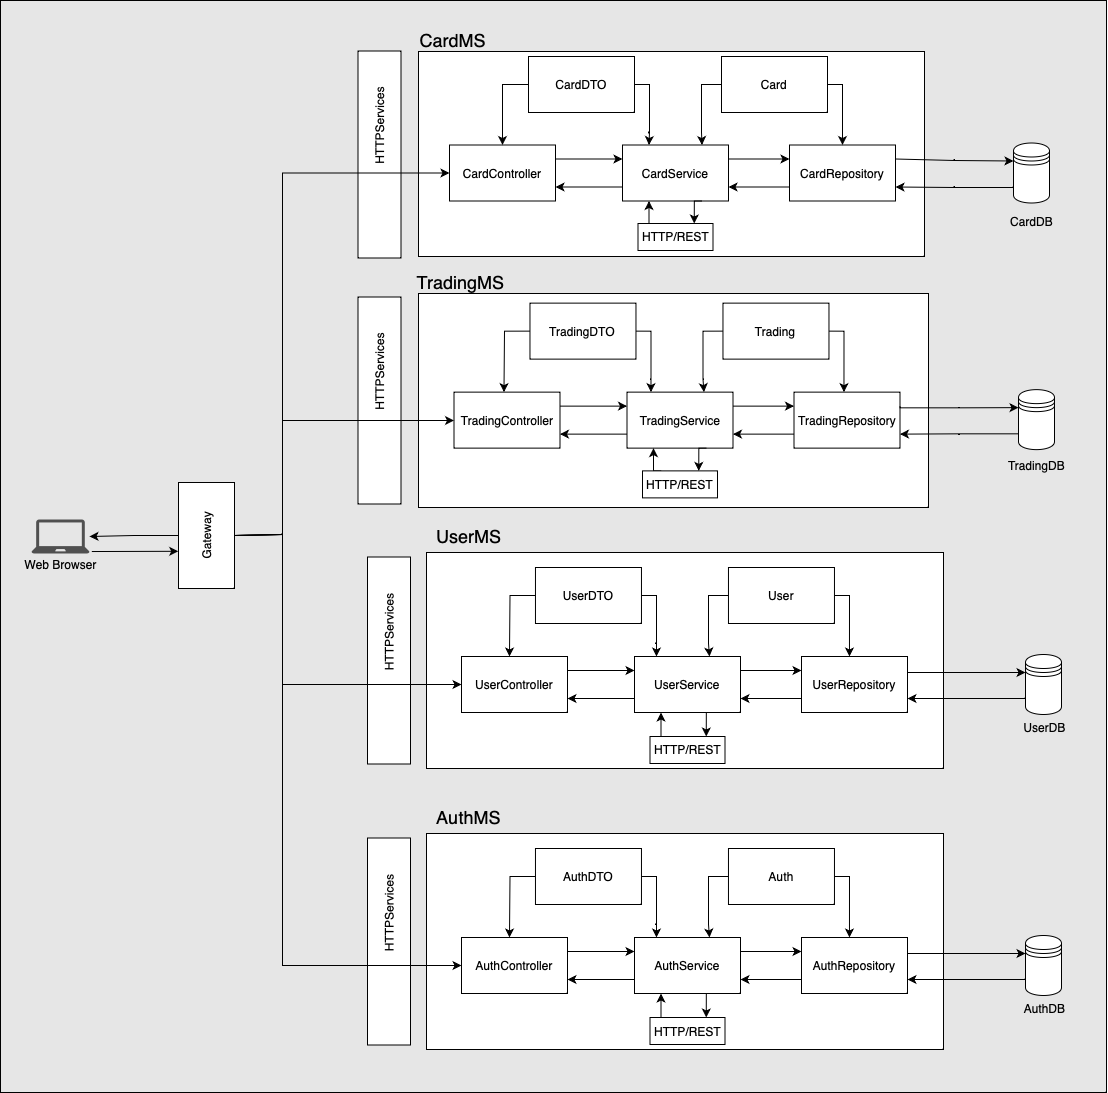 CardMS
HTTPServices
CardDTO
Card
CardController
CardService
CardRepository
HTTP/REST
CardDB
TradingMS
HTTPServices
TradingDTO
Trading
TradingController
TradingService
TradingRepository
HTTP/REST
TradingDB
Gateway
Web Browser
UserMS
HTTPServices
UserDTO
User
UserController
UserService
UserRepository
HTTP/REST
UserDB
AuthMS
HTTPServices
AuthDTO
Auth
AuthController
AuthService
AuthRepository
HTTP/REST
AuthDB